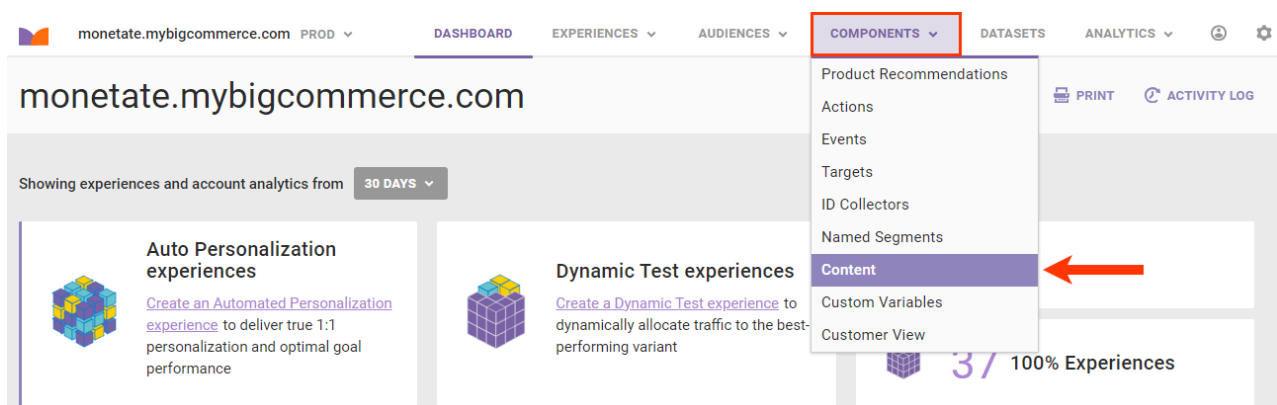 monetate.mybigcommerce.com PROD
DASHBOARD
EXPERIENCES
AUDIENCES
COMPONENTS
DATASETS
ANALYTICS
monetate.mybigcommerce.com
PRINT
ACTIVITY LOG
Product Recommendations
Actions
Events
Targets
ID Collectors
Named Segments
Content
Custom Variables
Customer View
Showing experiences and account analytics from 30 DAYS
Auto Personalization
experiences
Create an Automated Personalization
experience to deliver true 1:1
personalization and optimal goal
performance
Dynamic Test experiences
Create a Dynamic Test experience to
dynamically allocate traffic to the best-
performing variant
37 100% Experiences